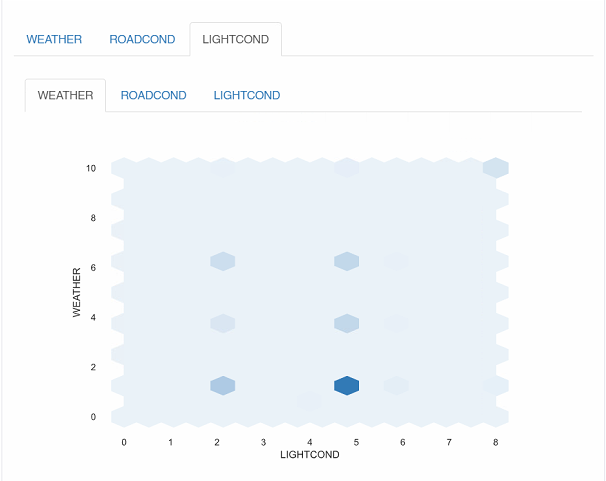 WEATHER ROADCOND LIGHTCOND
WEATHER ROADCOND LIGHTCOND
10
8
6
4
2
0
WEATHER
0 1 2 3 4 5 6 7 8
LIGHTCOND